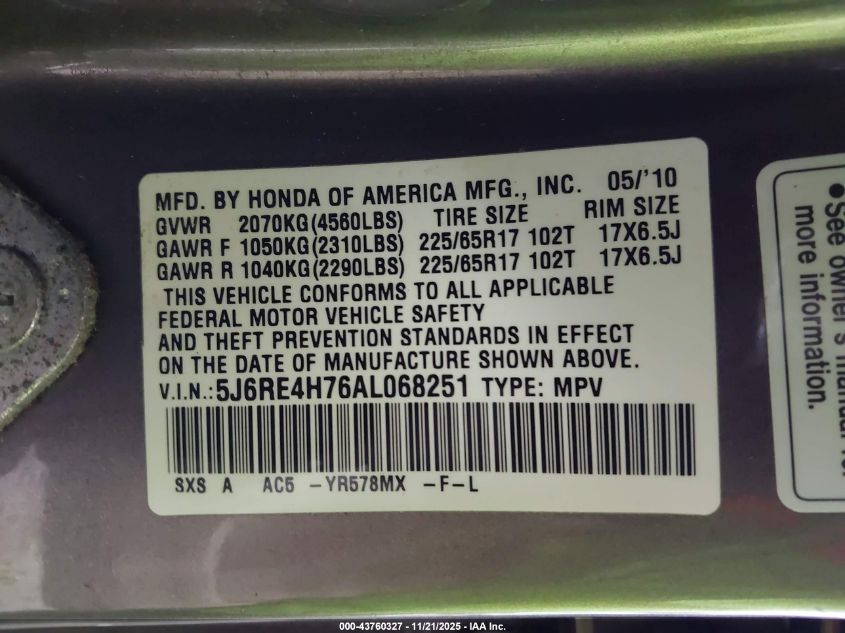 MFD. BY HONDA OF AMERICA MFG., INC. 05/'10
GVWR 2070KG(4560LBS) TIRE SIZE RIM SIZE
GAWR F 1050KG(2310LBS) 225/65R17 102T 17X6.5J
GAWR R 1040KG(2290LBS) 225/65R17 102T 17X6.5J
THIS VEHICLE CONFORMS TO ALL APPLICABLE
FEDERAL MOTOR VEHICLE SAFETY
AND THEFT PREVENTION STANDARDS IN EFFECT
ON THE DATE OF MANUFACTURE SHOWN ABOVE.
V.I.N.:5J6RE4H76AL068251 TYPE: MPV
SXS A AC5 -YR578MX -F-L
•See owner's manual for
more information.
000-43760327 - 11/21/2025 - IAA Inc.